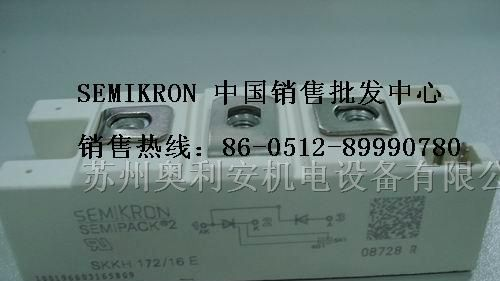 SEMIKRON 中国销售批发中心
销售热线：86-0512-89990780
苏州奥利安机电设备有限公
SEMIKRON
SEMIPACK®2
SKKH 172/16 E
08728 R